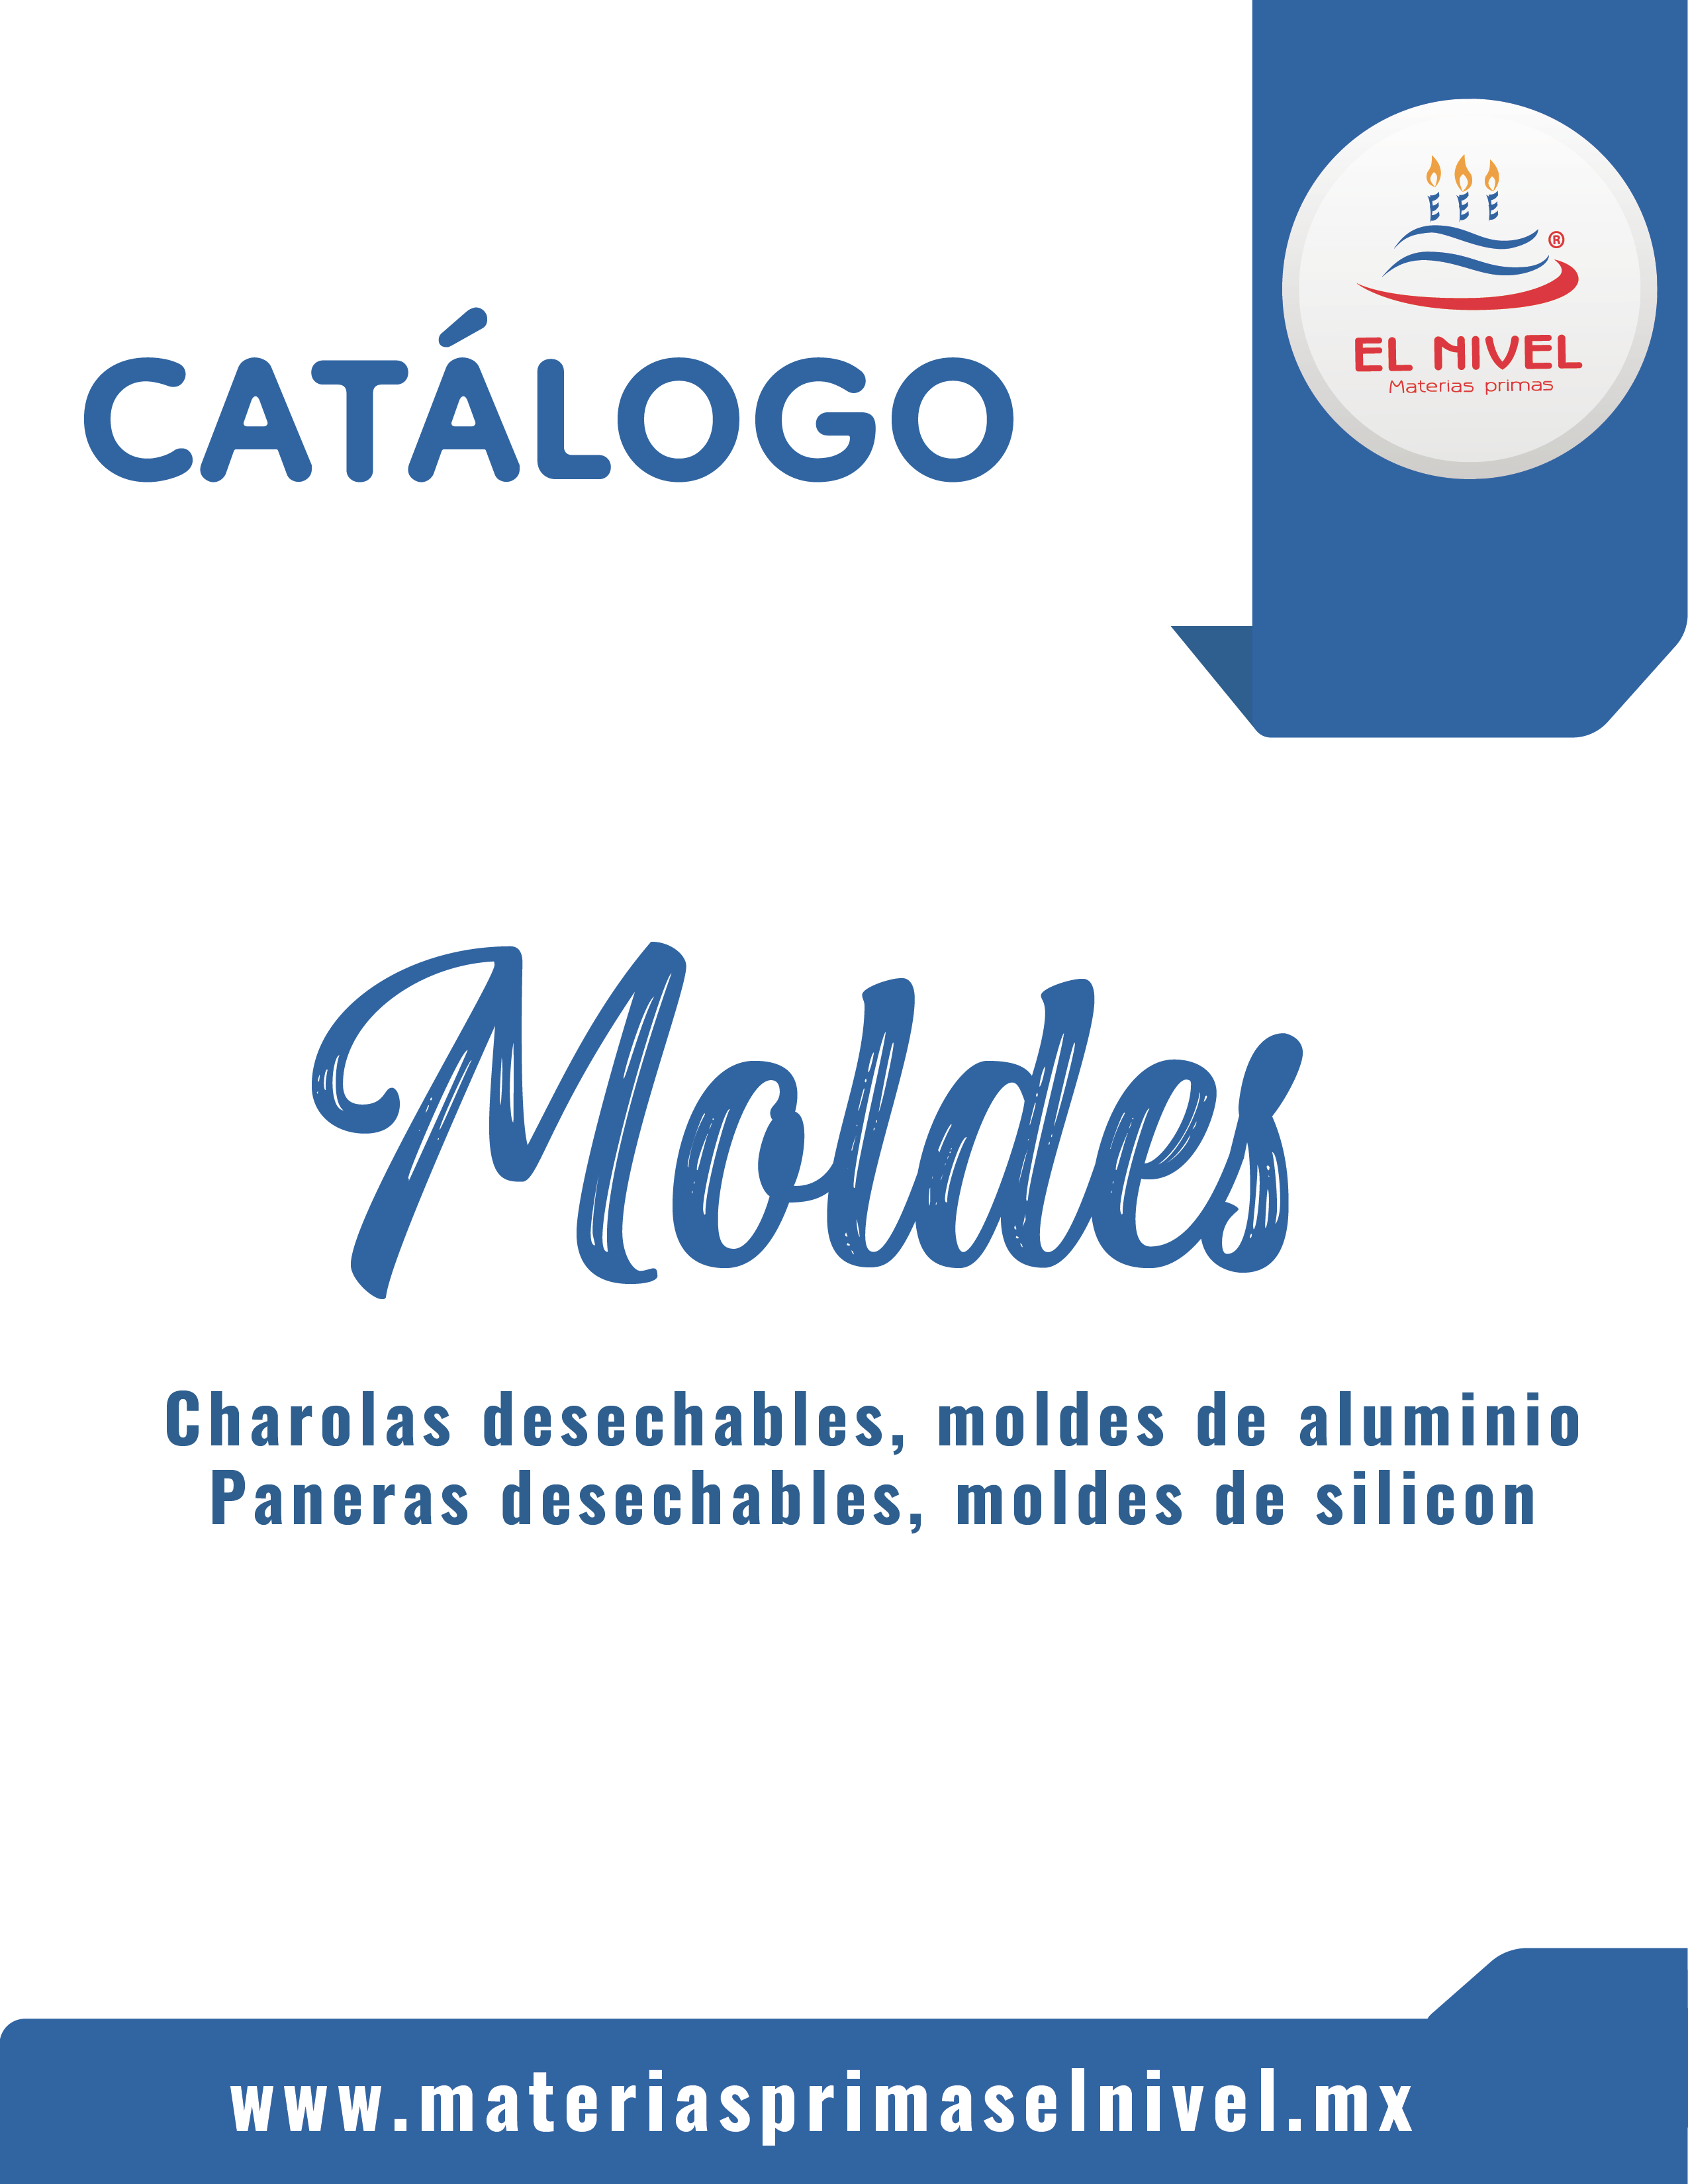 ®
EL NIVEL
Materias primas
CATÁLOGO
Moldes
Charolas desechables, moldes de aluminio
Paneras desechables, moldes de silicon
www.materiasprimaselnivel.mx